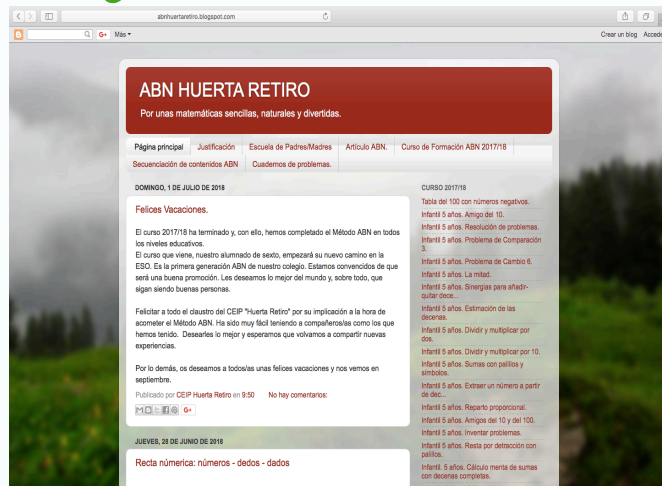 abnhuertaretiro.blogspot.com
G+ Más
Crear un blog Accede
ABN HUERTA RETIRO
Por unas matemáticas sencillas, naturales y divertidas.
Página principal Justificación Escuela de Padres/Madres Artículo ABN. Curso de Formación ABN 2017/18
Secuenciación de contenidos ABN Cuadernos de problemas.
DOMINGO, 1 DE JULIO DE 2018
Felices Vacaciones.
El curso 2017/18 ha terminado y, con ello, hemos completado el Método ABN en todos
los niveles educativos.
El curso que viene, nuestro alumnado de sexto, empezará su nuevo camino en la
ESO. Es la primera generación ABN de nuestro colegio. Estamos convencidos de que
será una buena promoción. Les deseamos lo mejor del mundo y, sobre todo, que
sigan siendo buenas personas.
Felicitar a todo el claustro del CEIP "Huerta Retiro" por su implicación a la hora de
acometer el Método ABN. Ha sido muy fácil teniendo a compañeros/as como los que
hemos tenido. Desearles lo mejor y esperamos que volvamos a compartir nuevas
experiencias.
Por lo demás, os deseamos a todos/as unas felices vacaciones y nos vemos en
septiembre.
Publicado por CEIP Huerta Retiro en 9:50 No hay comentarios:
G+
JUEVES, 28 DE JUNIO DE 2018
Recta númerica: números - dedos - dados
CURSO 2017/18
Tabla del 100 con números negativos.
Infantil 5 años. Amigo del 10.
Infantil 5 años. Resolución de problemas.
Infantil 5 años. Problema de Comparación
3.
Infantil 5 años. Problema de Cambio 6.
Infantil 5 años. La mitad.
Infantil 5 años. Sinergias para añadir-
quitar dece...
Infantil 5 años. Estimación de las
decenas.
Infantil 5 años. Dividir y multiplicar por
dos.
Infantil 5 años. Dividir y multiplicar por 10.
Infantil 5 años. Sumas con palillos y
símbolos.
Infantil 5 años. Extraer un número a partir
de dec...
Infantil 5 años. Reparto proporcional.
Infantil 5 años. Amigos del 10 y del 100.
Infantil 5 años. Inventar problemas.
Infantil 5 años. Resta por detracción con
palillos.
Infantil. 5 años. Cálculo menta de sumas
con decenas completas.